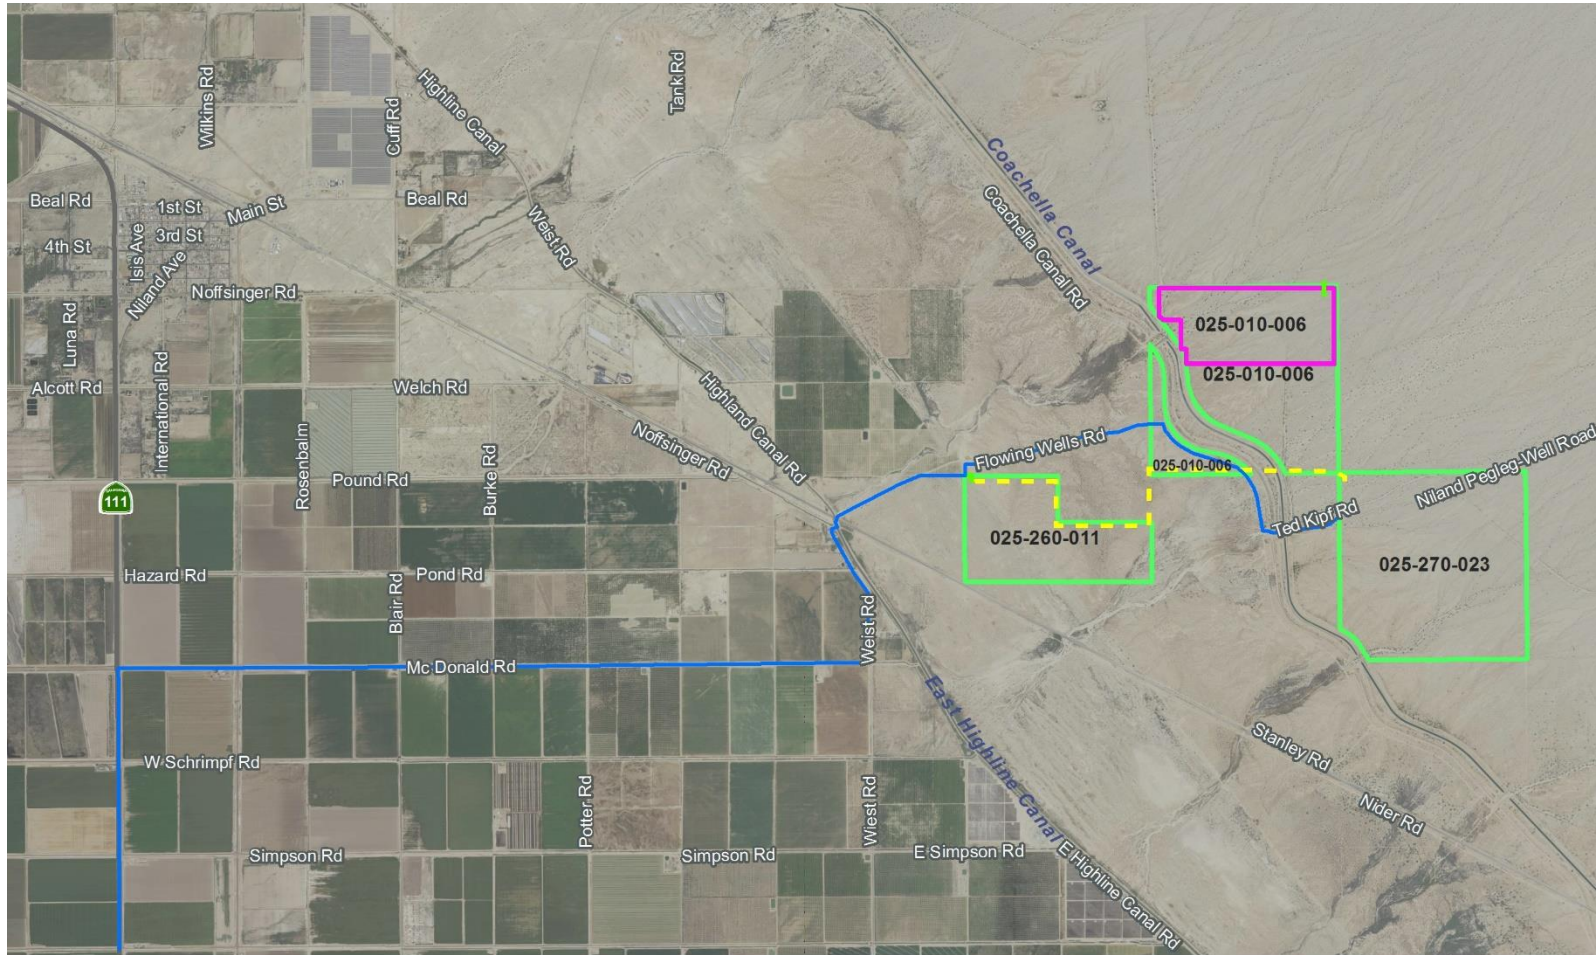 Wilkins Rd
Cuff Rd
Highline Canal
Tank Rd
Coachella Canal
Coachella Canal Rd
Beal Rd
1st St
Main St
Beal Rd
4th St
3rd St
Isis Ave
Niland Ave
Weist Rd
Noffsinger Rd
Luna Rd
025-010-006
025-010-006
Alcott Rd
International Rd
Welch Rd
Highland Canal Rd
Noffsinger Rd
Flowing Wells Rd
025-010-006
Niland Pegleg-Well Road
Rosenbalm
Pound Rd
Burke Rd
CALIFORNIA
111
Ted Kipf Rd
025-260-011
025-270-023
Hazard Rd
Pond Rd
Blair Rd
Weist Rd
Mc Donald Rd
East Highline Canal
W Schrimpf Rd
Stanley Rd
Potter Rd
Wiest Rd
Nider Rd
Simpson Rd
Simpson Rd
E Simpson Rd
E Highline Canal Rd